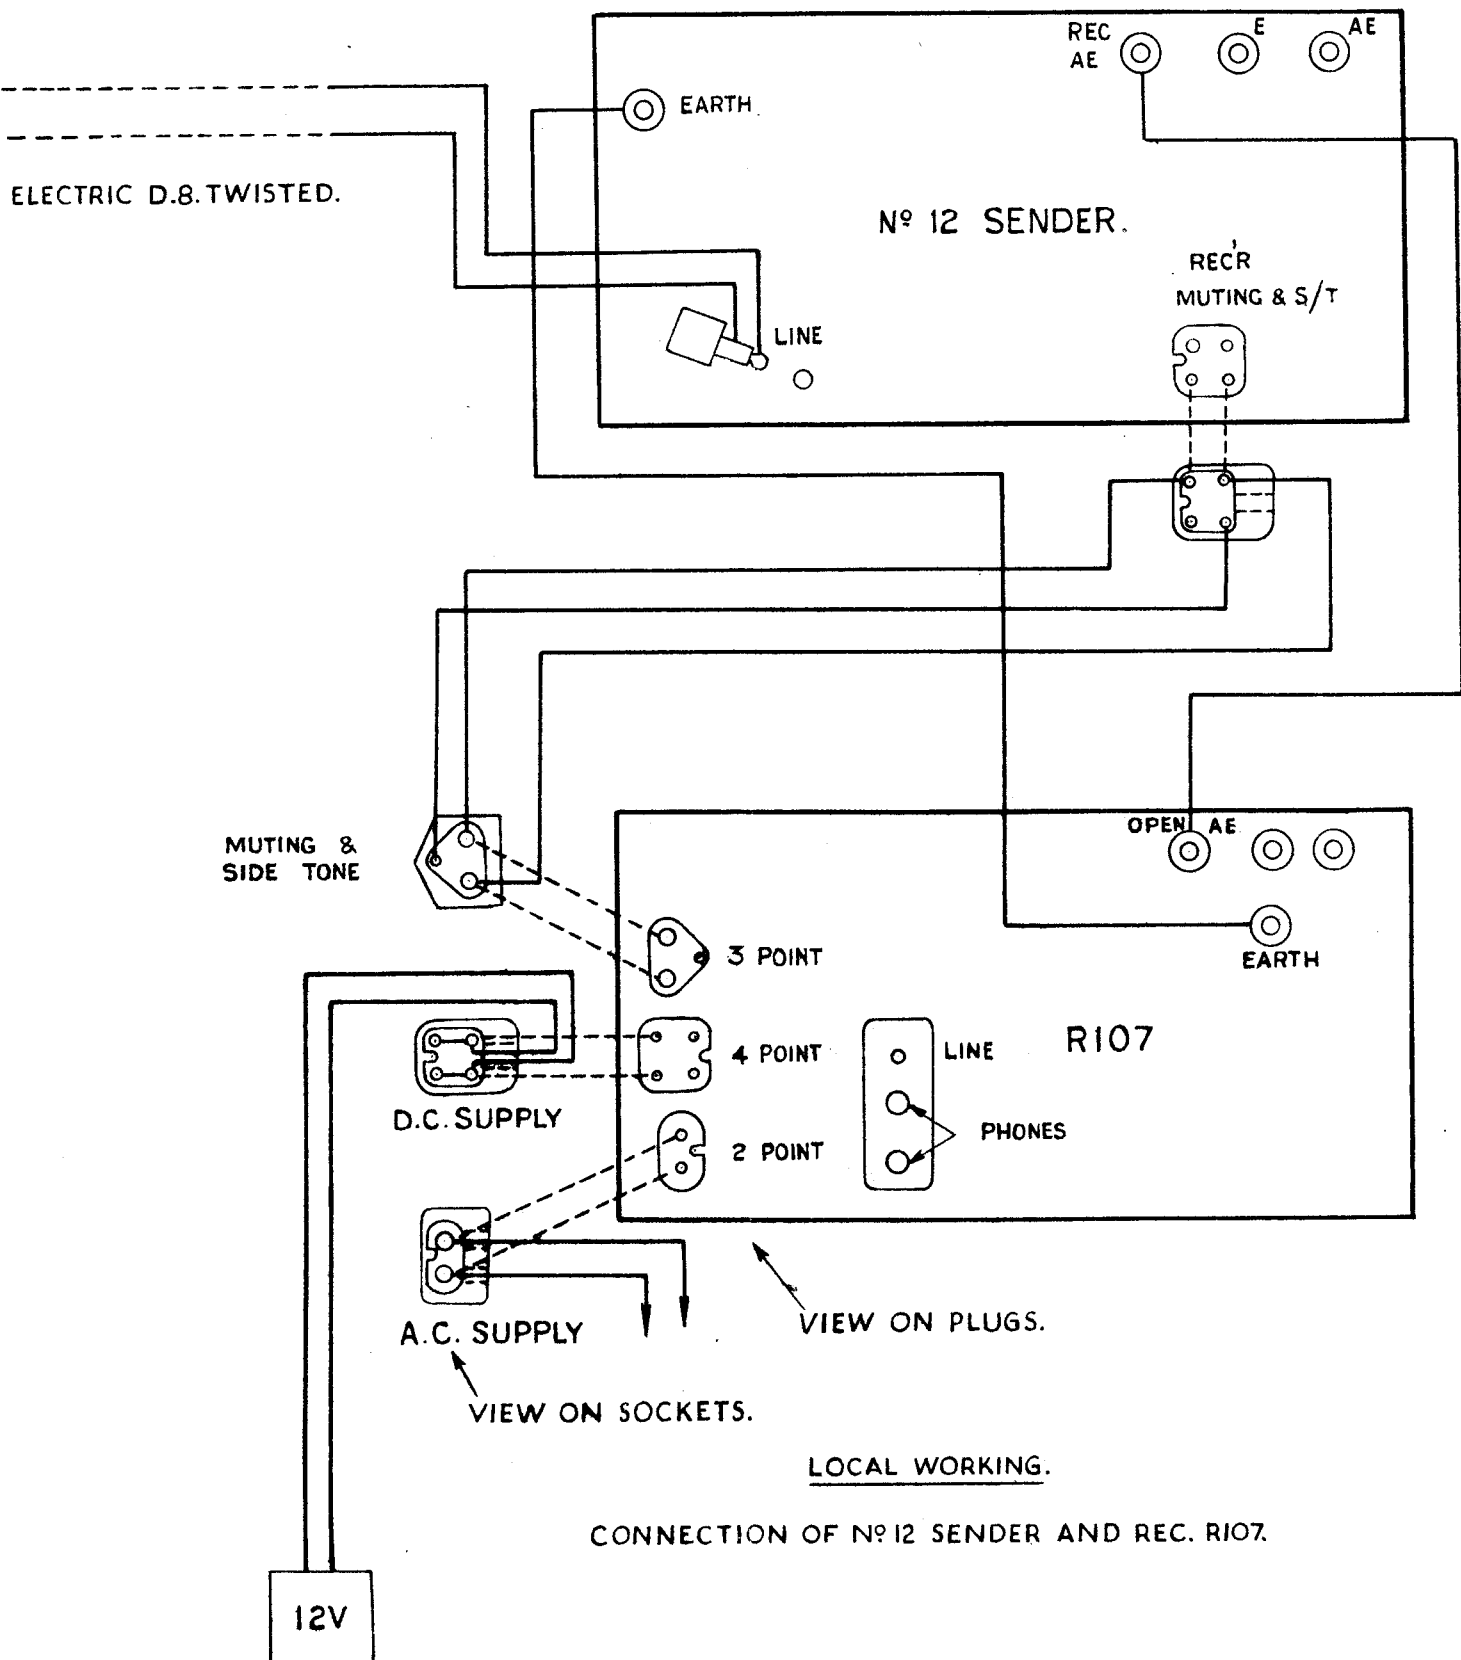 REC
AE
E
AE
EARTH
ELECTRIC D.8. TWISTED.
Nº 12 SENDER.
REC'R
MUTING & S/T
LINE
OPEN AE
MUTING &
SIDE TONE
3 POINT
EARTH
4 POINT
LINE
R107
D.C. SUPPLY
2 POINT
PHONES
A.C. SUPPLY
VIEW ON PLUGS.
VIEW ON SOCKETS.
LOCAL WORKING.
CONNECTION OF Nº 12 SENDER AND REC. R107.
12V